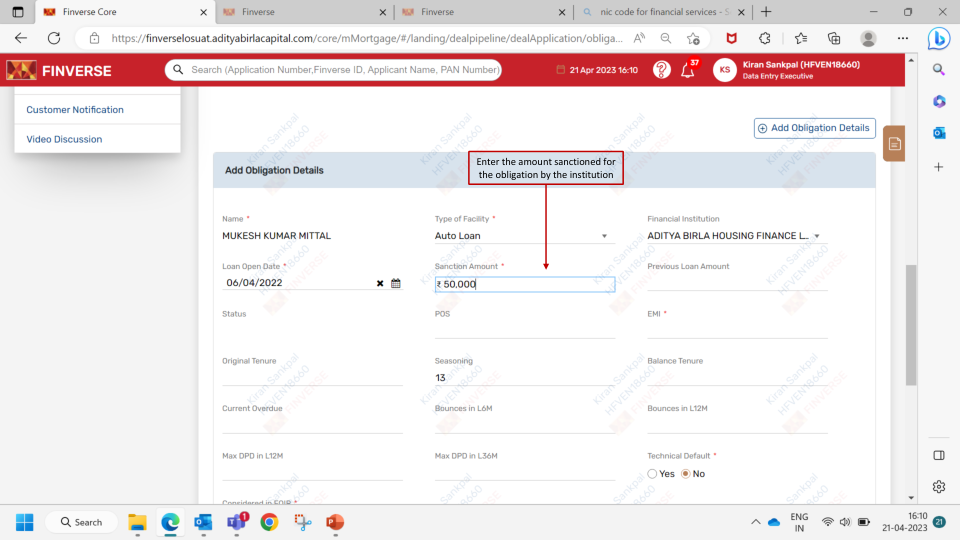 Finverse Core
Finverse
Finverse
nic code for financial services - S
https://finverselosuat.adityabirlacapital.com/core/mMortgage/#/landing/dealpipeline/dealApplication/obliga...
FINVERSE
Search (Application Number,Finverse ID, Applicant Name, PAN Number)
21 Apr 2023 16:10
37
KS
Kiran Sankpal (HFVEN18660)
Data Entry Executive
Customer Notification
Video Discussion
Add Obligation Details
Add Obligation Details
Enter the amount sanctioned for
the obligation by the institution
Name *
Type of Facility *
Financial Institution
MUKESH KUMAR MITTAL
Auto Loan
ADITYA BIRLA HOUSING FINANCE L...
Loan Open Date *
Sanction Amount *
Previous Loan Amount
06/04/2022
₹ 50,000
Status
POS
EMI *
Original Tenure
Seasoning
Balance Tenure
13
Current Overdue
Bounces in L6M
Bounces in L12M
Max DPD in L12M
Max DPD in L36M
Technical Default *
Yes
No
Considered in FOIR *
Kiran Sankpal
HFVEN18660
FINVERSE
Search
1
ENG
IN
16:10
21-04-2023
21